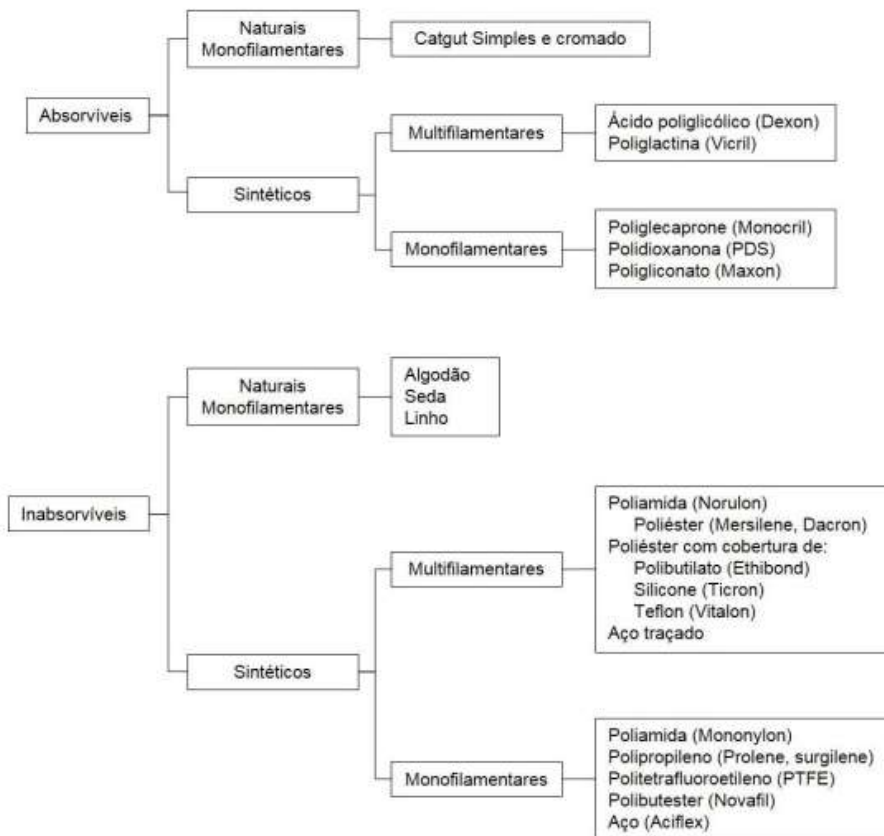 Naturais
Monofilamentares
Catgut Simples e cromado
Absorvíveis
Multifilamentares
Ácido poliglicólico (Dexon)
Poliglactina (Vicril)
Sintéticos
Monofilamentares
Poliglecaprone (Monocril)
Polidioxanona (PDS)
Poligliconato (Maxon)
Naturais
Monofilamentares
Algodão
Seda
Linho
Inabsorvíveis
Multifilamentares
Poliamida (Norulon)
Poliéster (Mersilene, Dacron)
Poliéster com cobertura de:
Polibutilato (Ethibond)
Silicone (Ticron)
Teflon (Vitalon)
Aço traçado
Sintéticos
Monofilamentares
Poliamida (Mononylon)
Polipropileno (Prolene, surgilene)
Politetrafluoroetileno (PTFE)
Polibutester (Novafil)
Aço (Aciflex)